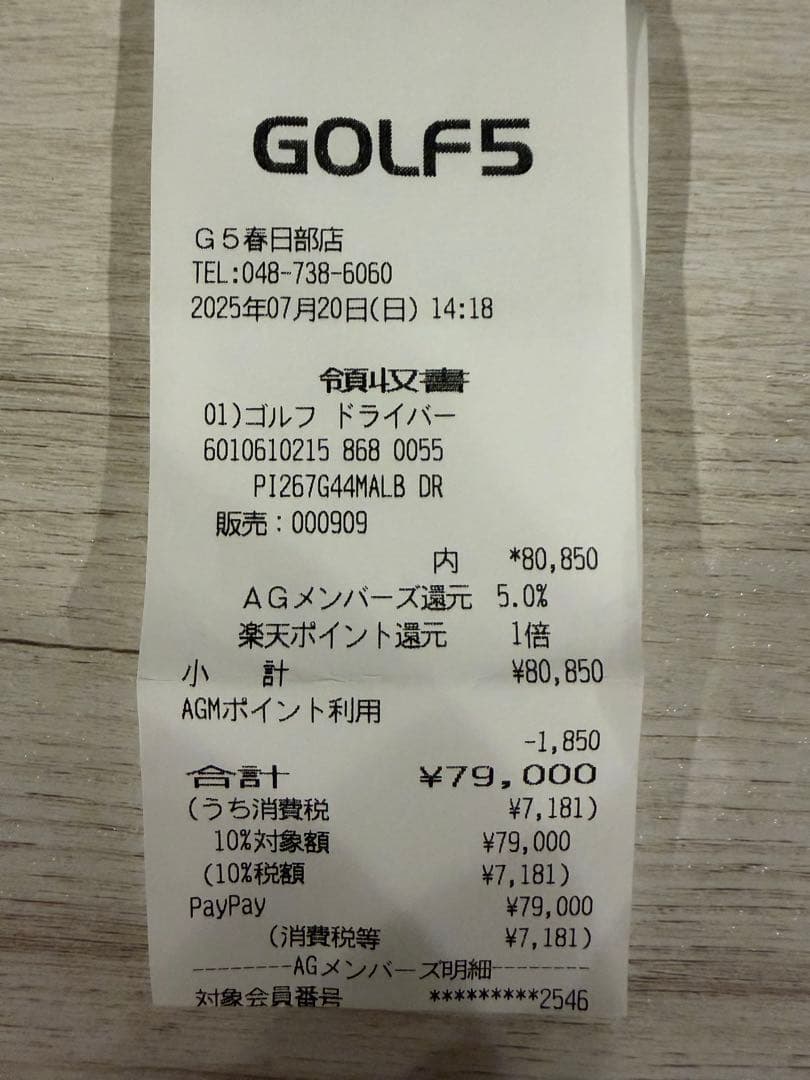 GOLF5
G5春日部店
TEL:048-738-6060
2025年07月20日(日) 14:18
領収書
01)ゴルフ ドライバー
6010610215 868 0055
PI267G44MALB DR
販売:000909
内 *80,850
AGメンバーズ還元 5.0%
楽天ポイント還元 1倍
小 計 ¥80,850
AGMポイント利用
-1,850
合計 ¥79,000
(うち消費税 ¥7,181)
10%対象額 ¥79,000
(10%税額 ¥7,181)
PayPay ¥79,000
(消費税等 ¥7,181)
--------AGメンバーズ明細--------
対象会員番号 *********2546